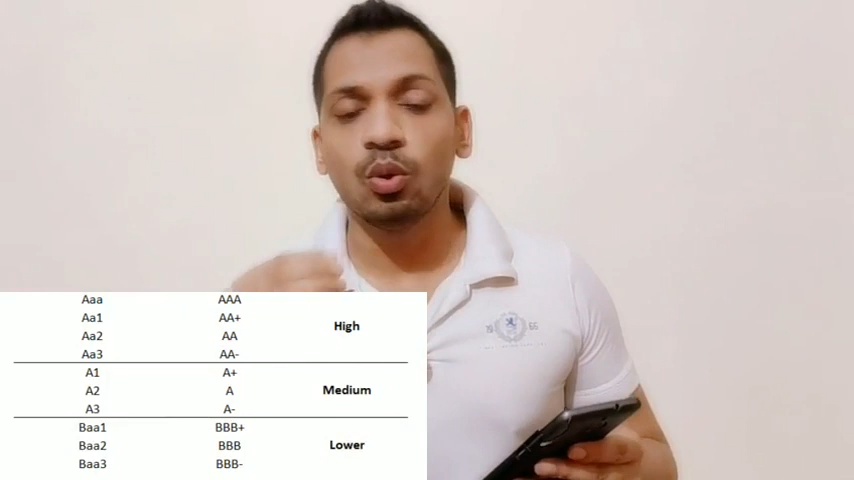 Aaa AAA
Aa1 AA+
Aa2 AA High
Aa3 AA-
A1 A+
A2 A Medium
A3 A-
Baa1 BBB+
Baa2 BBB Lower
Baa3 BBB-
66